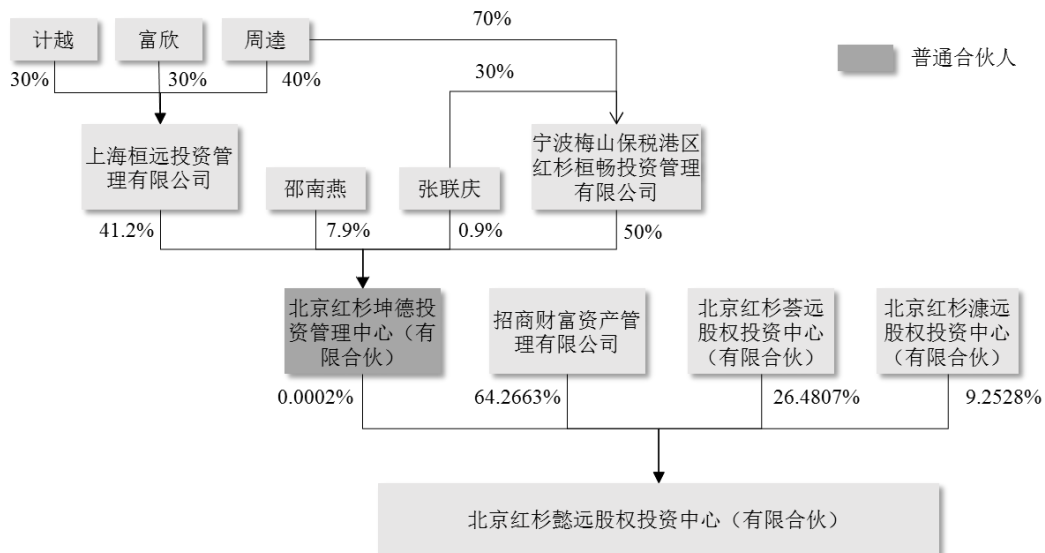 70%
计越
富欣
周逵
普通合伙人
30%
30%
40%
30%
上海桓远投资管
理有限公司
宁波梅山保税港区
红杉桓畅投资管理
有限公司
邵南燕
张联庆
41.2%
7.9%
0.9%
50%
北京红杉坤德投
资管理中心（有
限合伙）
招商财富资产管
理有限公司
北京红杉荟远
股权投资中心
（有限合伙）
北京红杉溓远
股权投资中心
（有限合伙）
0.0002%
64.2663%
26.4807%
9.2528%
北京红杉懿远股权投资中心（有限合伙）